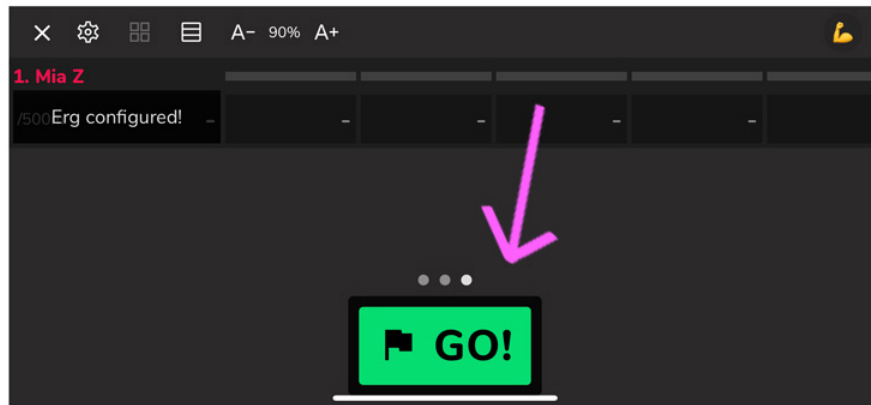 A- 90% A+
1. Mia Z
/500 Erg configured! - - - - -
GO!